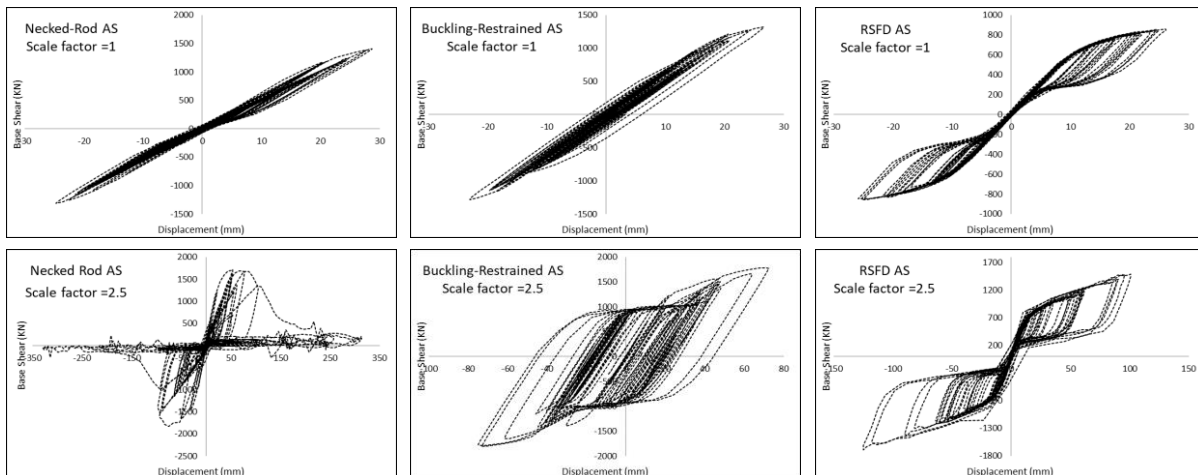 Necked-Rod AS
Scale factor =1
Base Shear (KN)
2000
1500
1000
500
0
-30 -20 -10 0 10 20 30
-500
-1000
-1500
Displacement (mm)
Buckling-Restrained AS
Scale factor =1
Base Shear (KN)
1500
1000
500
0
-30 -20 -10 0 10 20 30
-500
-1000
-1500
Displacement (mm)
RSFD AS
Scale factor =1
Base Shear (KN)
1000
800
600
400
200
0
-30 -20 -10 0 10 20 30
-200
-400
-600
-800
-1000
Displacement (mm)
Necked Rod AS
Scale factor =2.5
Base Shear (KN)
2000
1500
1000
500
-350 -250 -150 -50 50 150 250 350
-1000
-1500
-2000
-2500
Displacement (mm)
Buckling-Restrained AS
Scale factor =2.5
Base Shear (KN)
2000
1500
1000
-100 -40 20 40 60 80
-1500
-2000
Displacement (mm)
RSFD AS
Scale factor =2.5
Base Shear (KN)
1700
1200
700
200
-150 -100 -50 0 50 100 150
-1300
-1800
Displacement (mm)